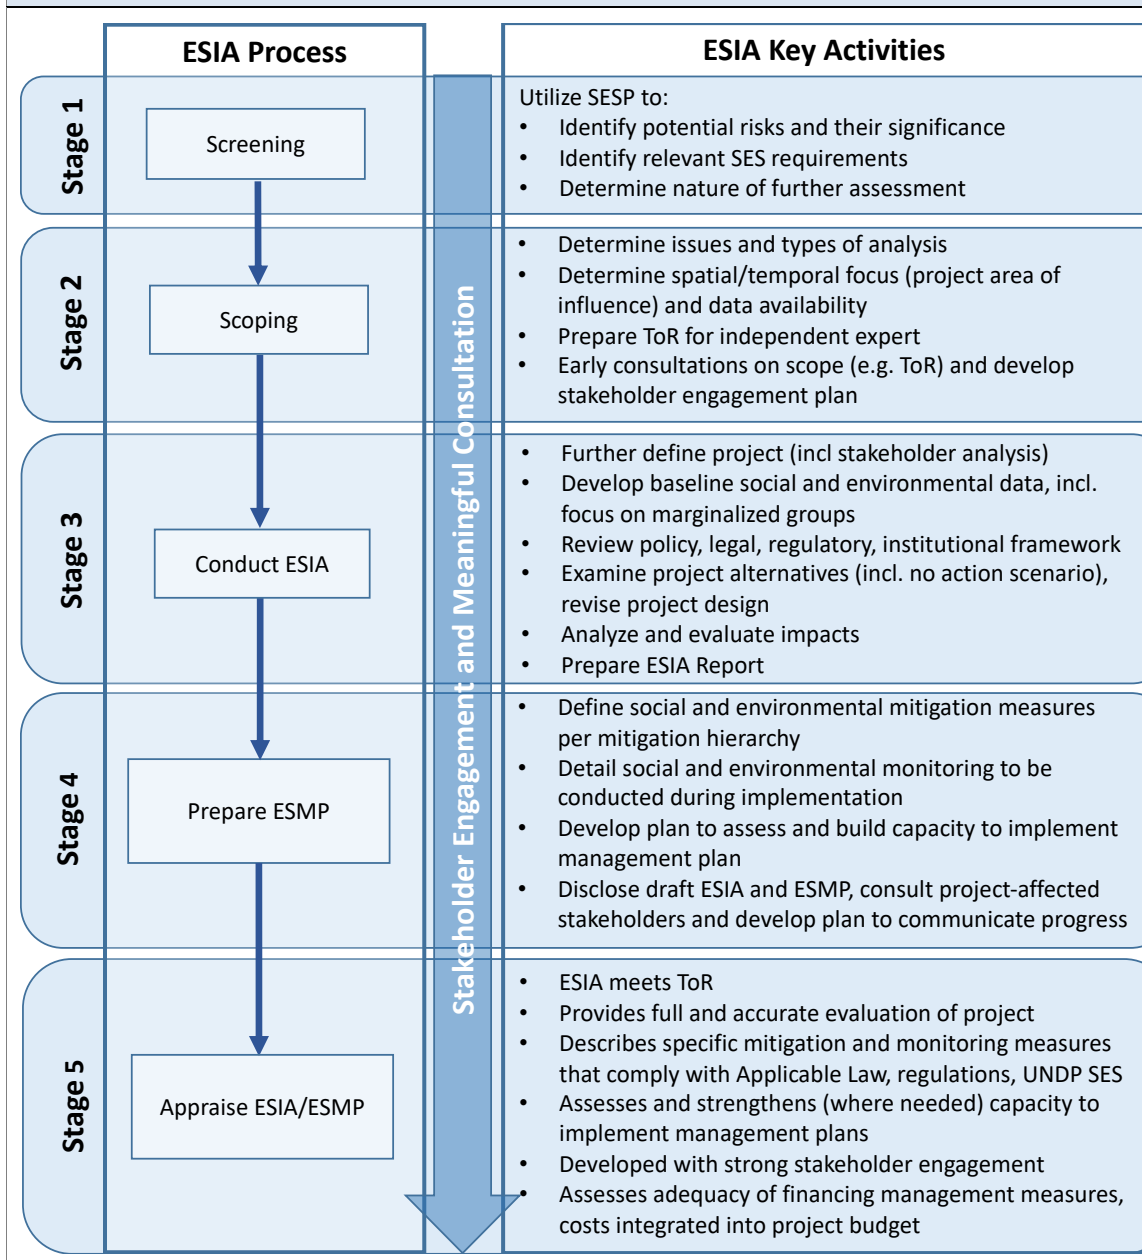 ESIA Process
ESIA Key Activities
Stage 1
Screening
Utilize SESP to:
• Identify potential risks and their significance
• Identify relevant SES requirements
• Determine nature of further assessment
Stage 2
Scoping
• Determine issues and types of analysis
• Determine spatial/temporal focus (project area of
influence) and data availability
• Prepare ToR for independent expert
• Early consultations on scope (e.g. ToR) and develop
stakeholder engagement plan
Stakeholder Engagement and Meaningful Consultation
Stage 3
Conduct ESIA
• Further define project (incl stakeholder analysis)
• Develop baseline social and environmental data, incl.
focus on marginalized groups
• Review policy, legal, regulatory, institutional framework
• Examine project alternatives (incl. no action scenario),
revise project design
• Analyze and evaluate impacts
• Prepare ESIA Report
Stage 4
Prepare ESMP
• Define social and environmental mitigation measures
per mitigation hierarchy
• Detail social and environmental monitoring to be
conducted during implementation
• Develop plan to assess and build capacity to implement
management plan
• Disclose draft ESIA and ESMP, consult project-affected
stakeholders and develop plan to communicate progress
Stage 5
Appraise ESIA/ESMP
• ESIA meets ToR
• Provides full and accurate evaluation of project
• Describes specific mitigation and monitoring measures
that comply with Applicable Law, regulations, UNDP SES
• Assesses and strengthens (where needed) capacity to
implement management plans
• Developed with strong stakeholder engagement
• Assesses adequacy of financing management measures,
costs integrated into project budget